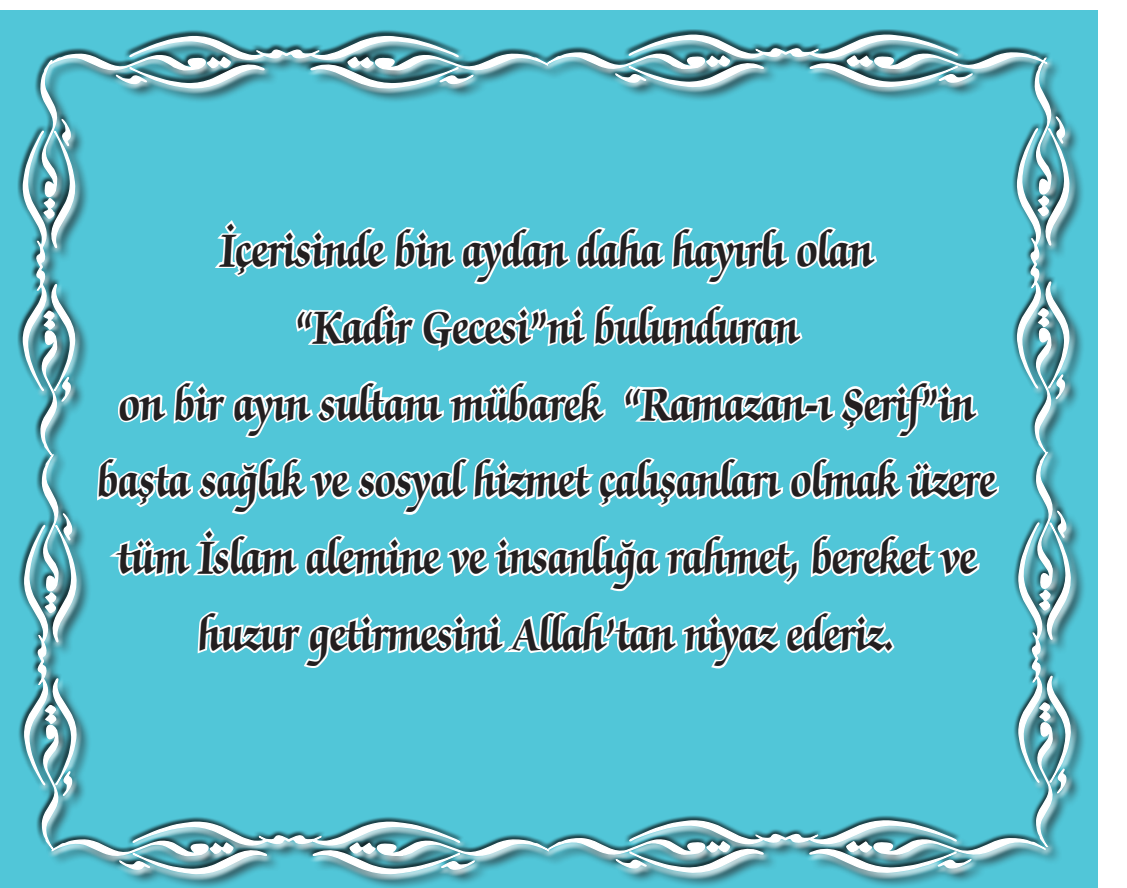 İçerisinde bin aydan daha hayırlı olan
“Kadir Gecesi”ni bulunduran
on bir ayın sultanı mübarek “Ramazan-ı Şerif”in
başta sağlık ve sosyal hizmet çalışanları olmak üzere
tüm İslam alemine ve insanlığa rahmet, bereket ve
huzur getirmesini Allah’tan niyaz ederiz.